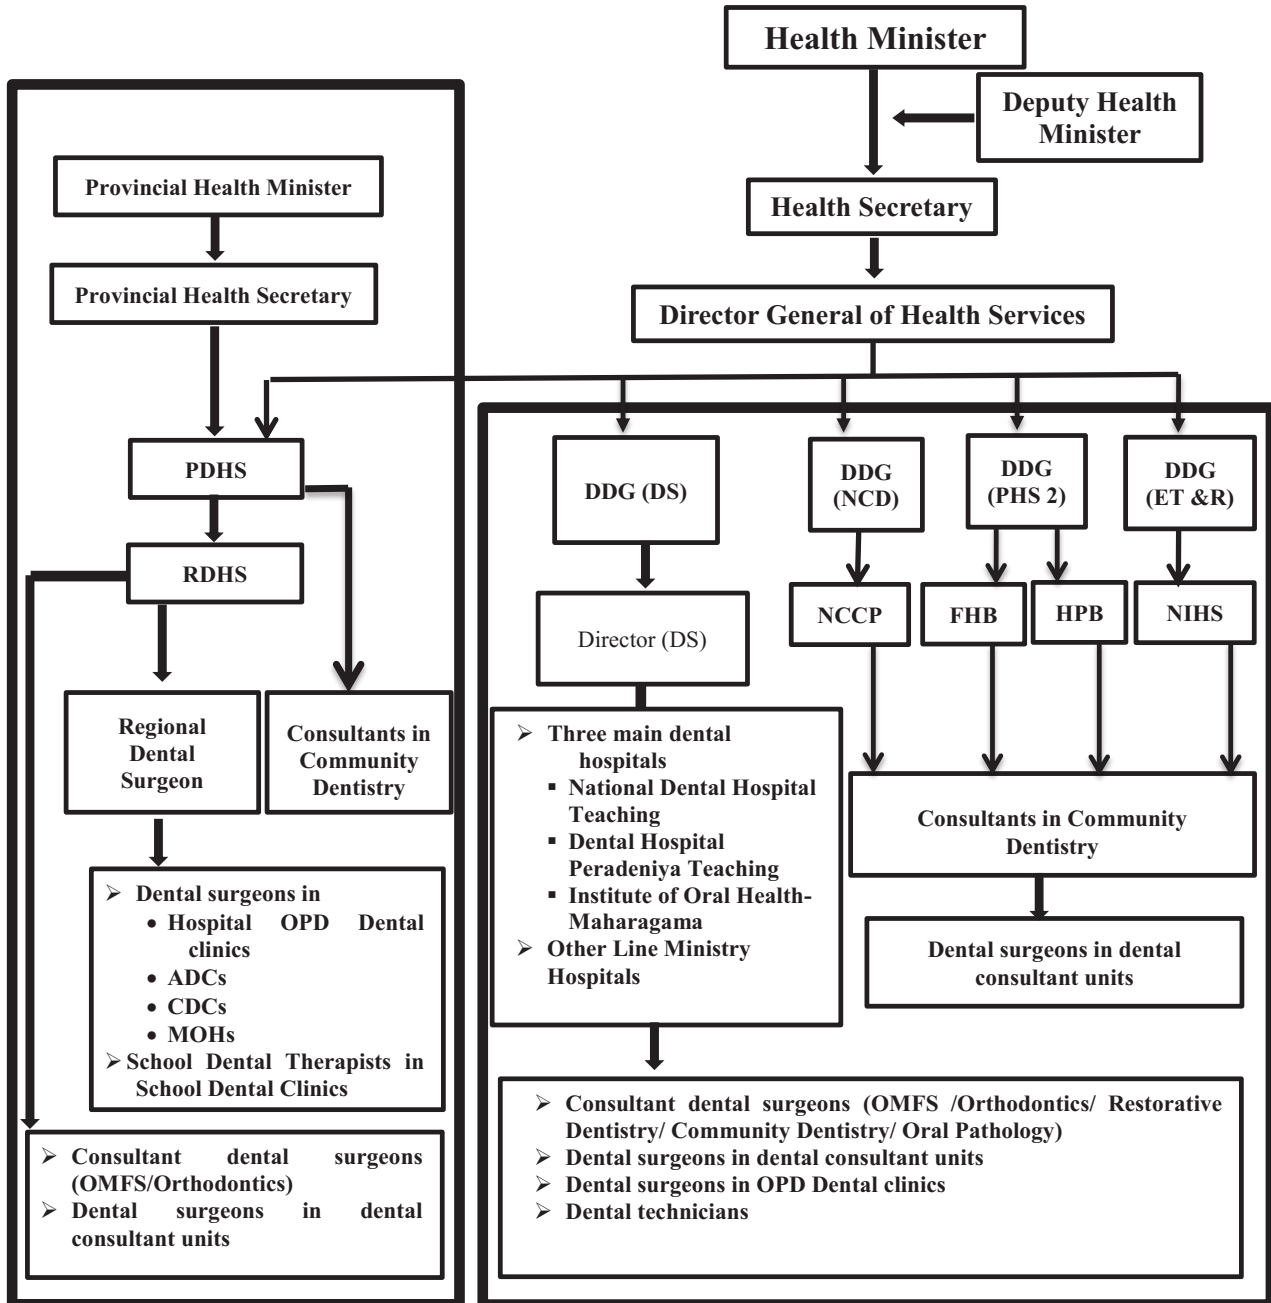 Health Minister
Deputy Health
Minister
Health Secretary
Director General of Health Services
Provincial Health Minister
Provincial Health Secretary
PDHS
RDHS
Regional
Dental
Surgeon
Consultants in
Community
Dentistry
➢ Dental surgeons in
• Hospital OPD Dental
clinics
• ADCs
• CDCs
• MOHs
➢ School Dental Therapists in
School Dental Clinics
➢ Consultant dental surgeons
(OMFS/Orthodontics)
➢ Dental surgeons in dental
consultant units
DDG (DS)
DDG
(NCD)
DDG
(PHS 2)
DDG
(ET &R)
Director (DS)
NCCP
FHB
HPB
NIHS
➢ Three main dental
hospitals
▪ National Dental Hospital
Teaching
▪ Dental Hospital
Peradeniya Teaching
▪ Institute of Oral Health-
Maharagama
➢ Other Line Ministry
Hospitals
Consultants in Community
Dentistry
Dental surgeons in dental
consultant units
➢ Consultant dental surgeons (OMFS /Orthodontics/ Restorative
Dentistry/ Community Dentistry/ Oral Pathology)
➢ Dental surgeons in dental consultant units
➢ Dental surgeons in OPD Dental clinics
➢ Dental technicians